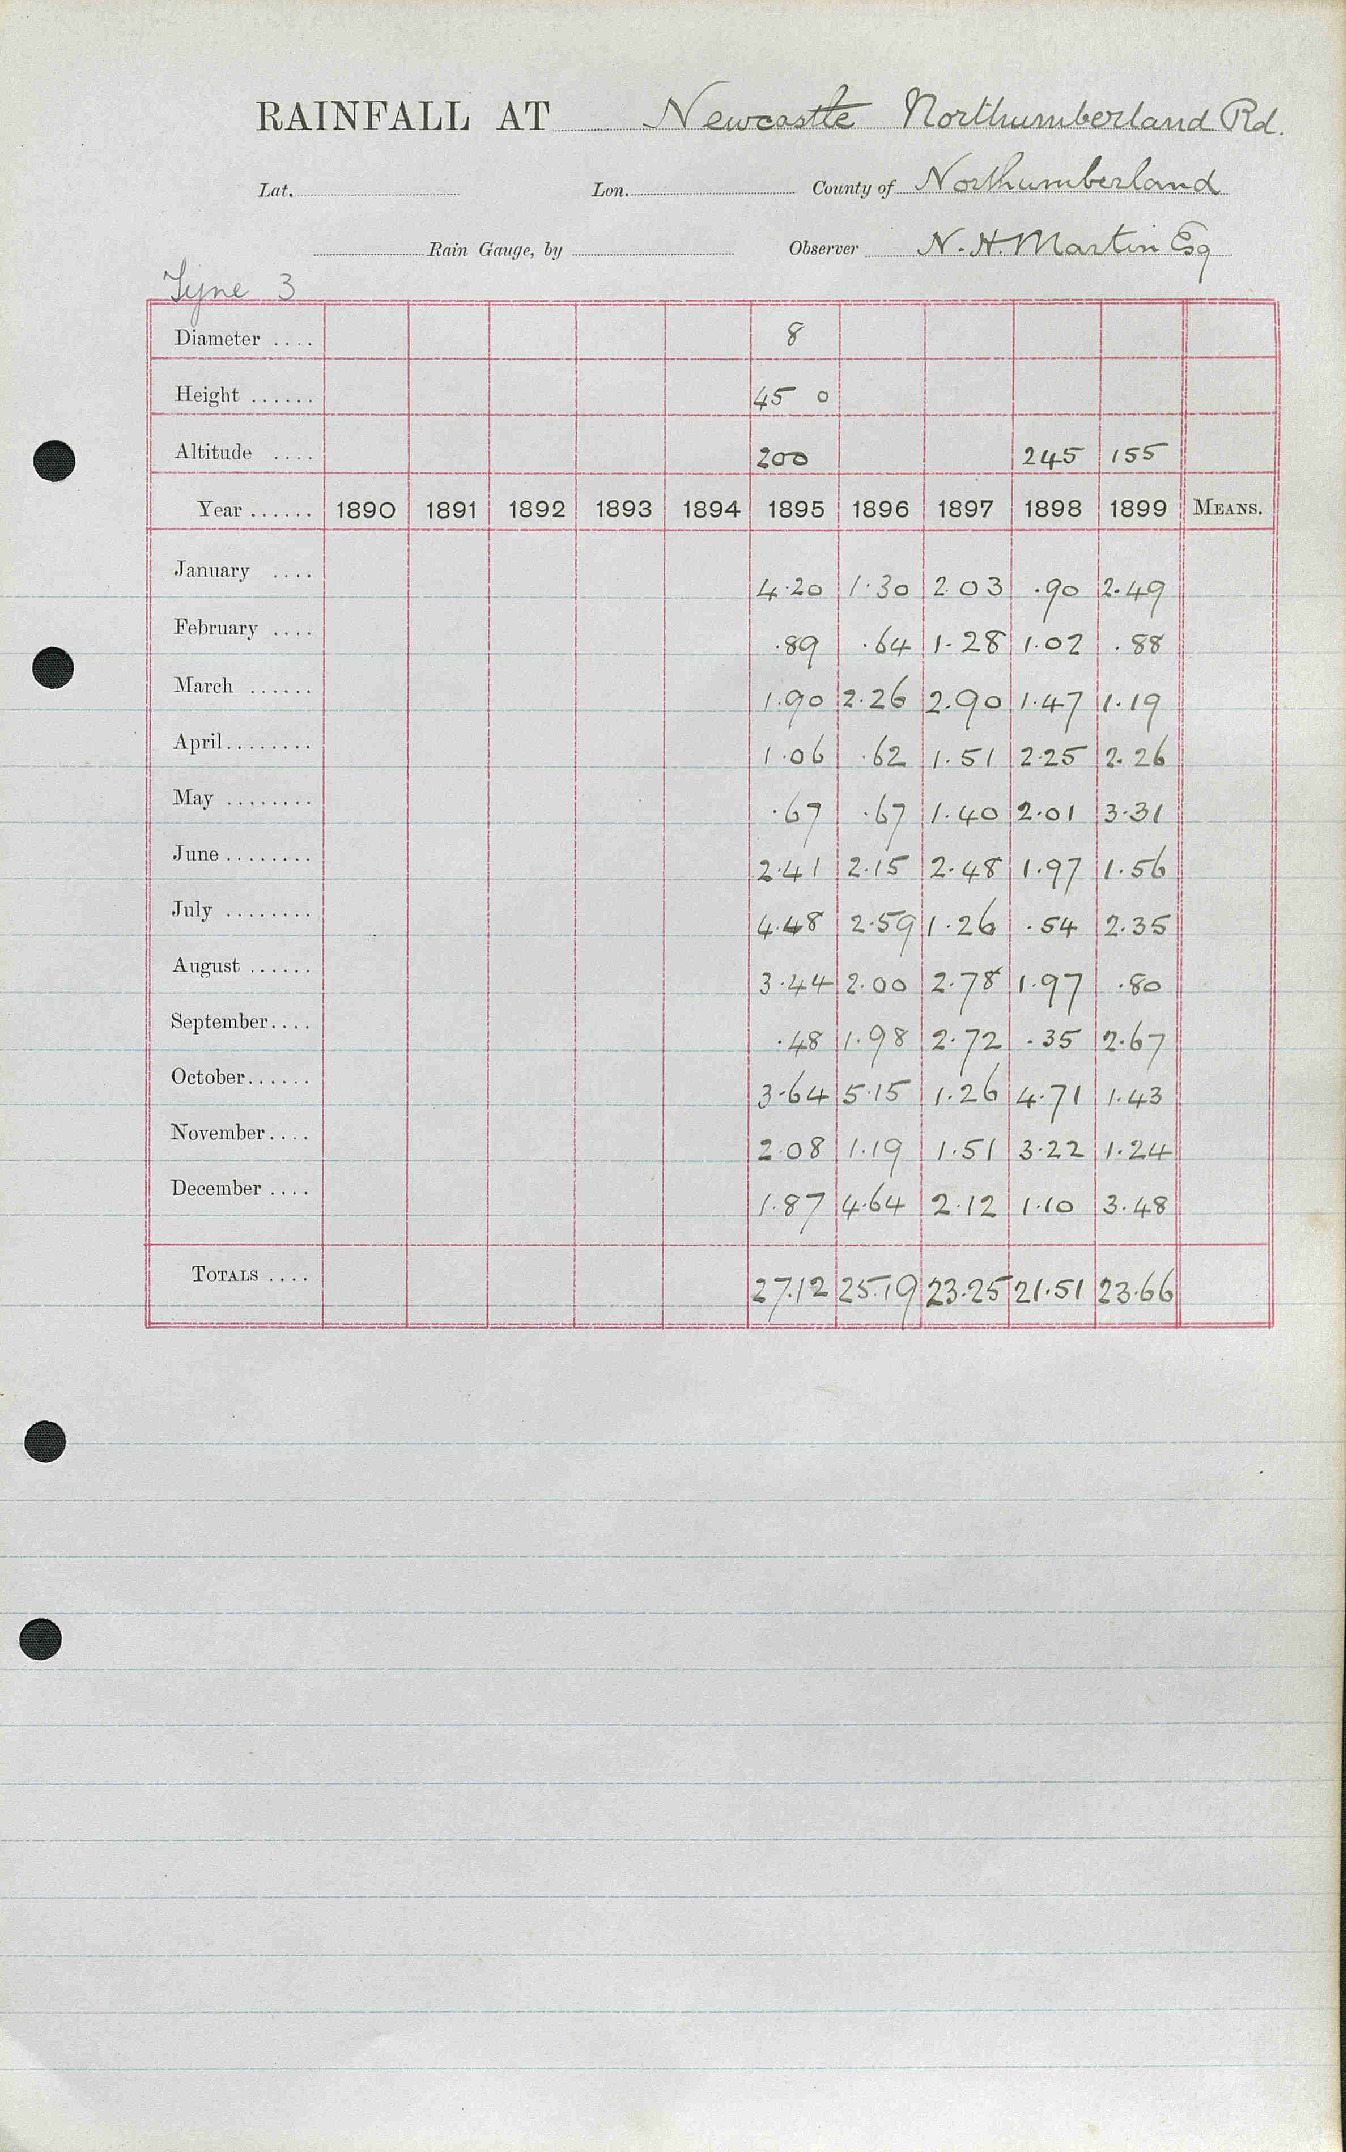 RAINFALL AT Newcastle Northumberland Rd.
Lat. Lon. County of Northumberland
Rain Gauge, by Observer N. H. Martin Esq
Tyne 3
Diameter .... 8
Height ...... 45 0
Altitude .... 200 245 155
Year ...... 1890 1891 1892 1893 1894 1895 1896 1897 1898 1899 MEANS.
January .... 4.20 1.30 2.03 .90 2.49
February .... .89 .64 1.28 1.02 .88
March ...... 1.90 2.26 2.90 1.47 1.19
April........ 1.06 .62 1.51 2.25 2.26
May ........ .67 .67 1.40 2.01 3.31
June ........ 2.41 2.15 2.48 1.97 1.56
July ........ 4.48 2.59 1.26 .54 2.35
August ...... 3.44 2.00 2.78 1.97 .80
September.... .48 1.98 2.72 .35 2.67
October...... 3.64 5.15 1.26 4.71 1.43
November.... 2.08 1.19 1.51 3.22 1.24
December .... 1.87 4.64 2.12 1.10 3.48
TOTALS .... 27.12 25.19 23.25 21.51 23.66